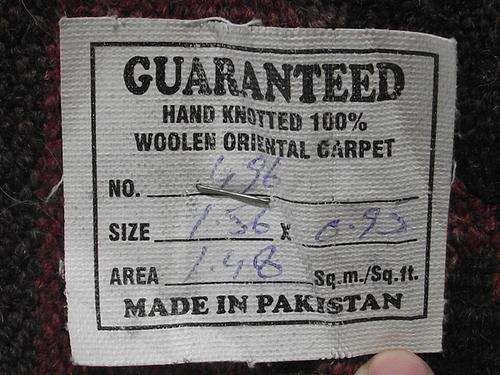 GUARANTEED
HAND KNOTTED 100%
WOOLEN ORIENTAL CARPET
NO. 496
SIZE 1.56 x 0.95
AREA 1.48 Sq.m./Sq.ft.
MADE IN PAKISTAN